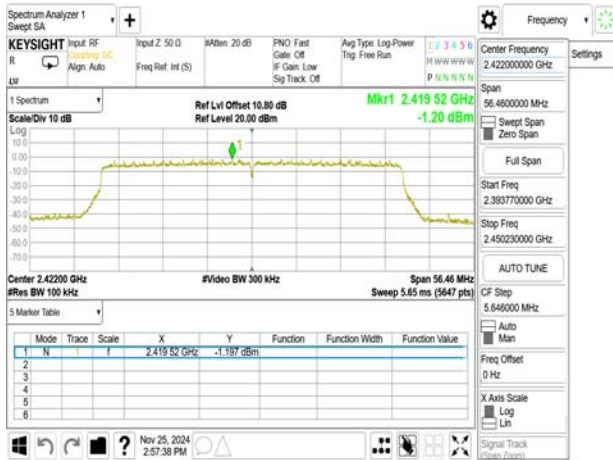 Spectrum Analyzer 1
Swept SA
Frequency
Settings
KEYSIGHT Input: RF
R
Coupling: DC
Align: Auto
Input Z: 50 Ω
Freq Ref: Int (S)
#Atten: 20 dB
PNO: Fast
Gate: Off
IF Gain: Low
Sig Track: Off
Avg Type: Log-Power
Trig: Free Run
1 2 3 4 5 6
M W W W W W
P N N N N N
1 Spectrum
Scale/Div 10 dB
Ref Lvl Offset 10.80 dB
Ref Level 20.00 dBm
Mkr1 2.419 52 GHz
-1.20 dBm
Log
10.0
0.00
-10.0
-20.0
-30.0
-40.0
-50.0
-60.0
-70.0
1
Center 2.42200 GHz
#Res BW 100 kHz
#Video BW 300 kHz
Span 56.46 MHz
Sweep 5.65 ms (5647 pts)
5 Marker Table
Mode Trace Scale X Y Function Function Width Function Value
1 N 1 f 2.419 52 GHz -1.197 dBm
2
3
4
5
6
Nov 25, 2024
2:57:38 PM
Center Frequency
2.422000000 GHz
Span
56.4600000 MHz
Swept Span
Zero Span
Full Span
Start Freq
2.393770000 GHz
Stop Freq
2.450230000 GHz
AUTO TUNE
CF Step
5.646000 MHz
Auto
Man
Freq Offset
0 Hz
X Axis Scale
Log
Lin
Signal Track
(Span Zoom)